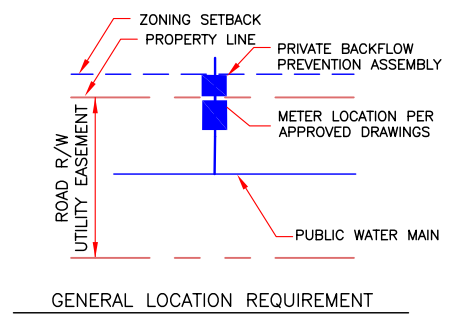 ZONING SETBACK
PROPERTY LINE
PRIVATE BACKFLOW
PREVENTION ASSEMBLY
METER LOCATION PER
APPROVED DRAWINGS
ROAD R/W
UTILITY EASEMENT
PUBLIC WATER MAIN
GENERAL LOCATION REQUIREMENT